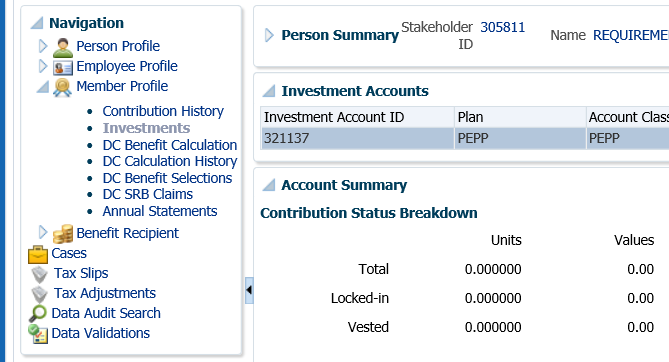 Navigation
Person Profile
Employee Profile
Member Profile
Contribution History
Investments
DC Benefit Calculation
DC Calculation History
DC Benefit Selections
DC SRB Claims
Annual Statements
Benefit Recipient
Cases
Tax Slips
Tax Adjustments
Data Audit Search
Data Validations
Person Summary Stakeholder ID 305811 Name REQUIREME
Investment Accounts
Investment Account ID Plan Account Class
321137 PEPP PEPP
Account Summary
Contribution Status Breakdown
Units Values
Total 0.000000 0.00
Locked-in 0.000000 0.00
Vested 0.000000 0.00